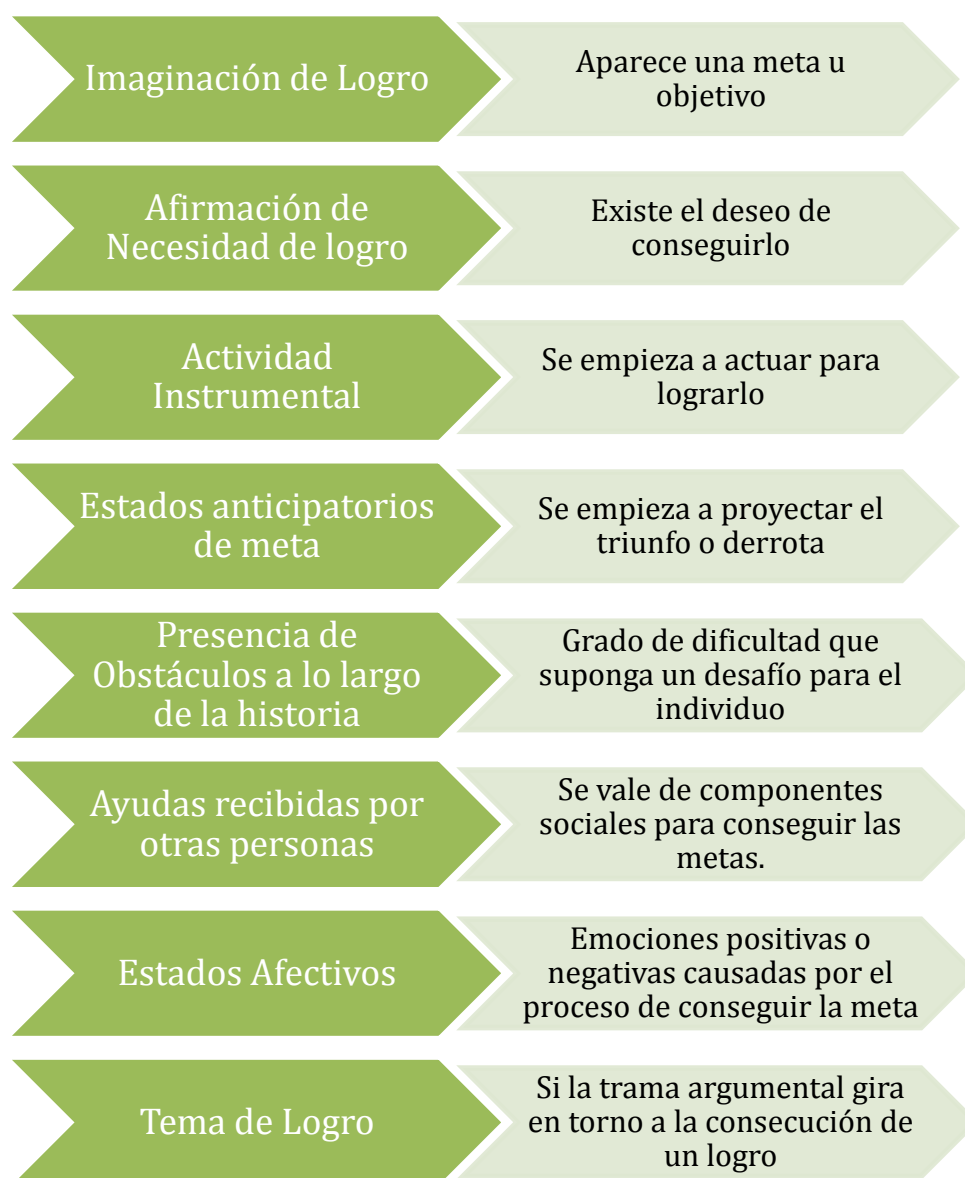 Imaginación de Logro
Aparece una meta u
objetivo
Afirmación de
Necesidad de logro
Existe el deseo de
conseguirlo
Actividad
Instrumental
Se empieza a actuar para
lograrlo
Estados anticipatorios
de meta
Se empieza a proyectar el
triunfo o derrota
Presencia de
Obstáculos a lo largo
de la historia
Grado de dificultad que
suponga un desafío para el
individuo
Ayudas recibidas por
otras personas
Se vale de componentes
sociales para conseguir las
metas.
Estados Afectivos
Emociones positivas o
negativas causadas por el
proceso de conseguir la meta
Tema de Logro
Si la trama argumental gira
en torno a la consecución de
un logro